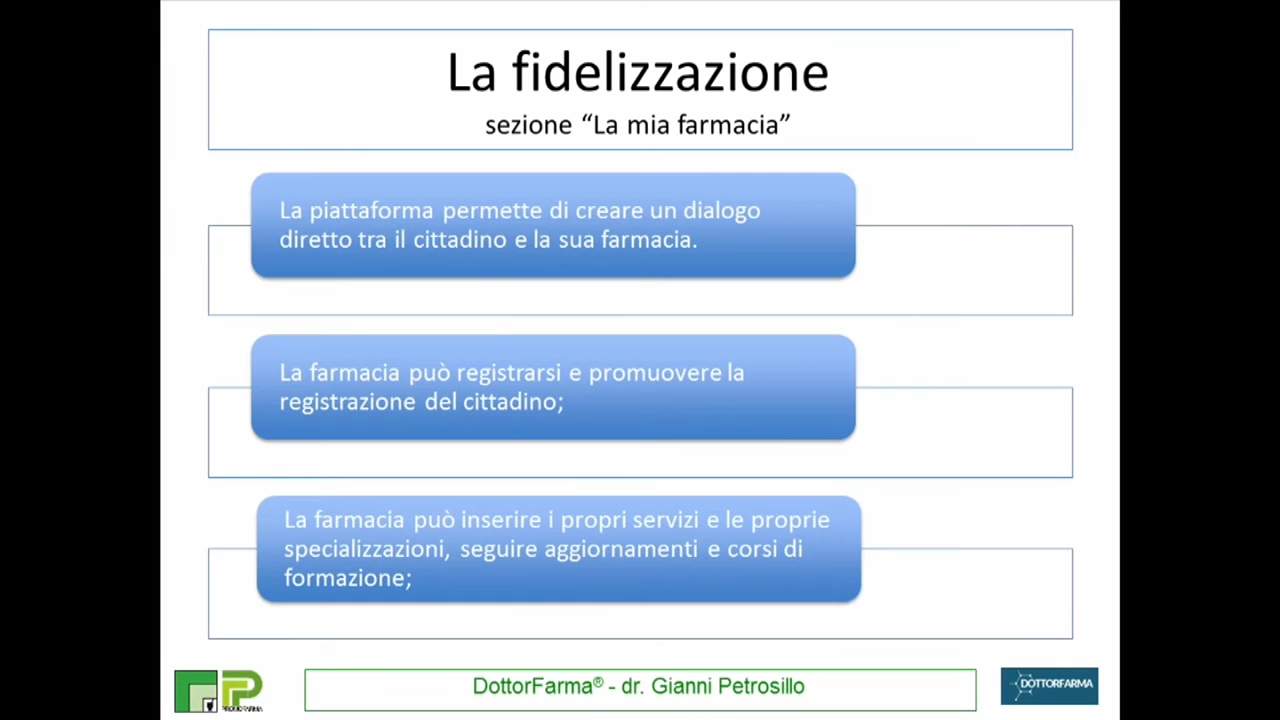 La fidelizzazione
sezione “La mia farmacia”
La piattaforma permette di creare un dialogo
diretto tra il cittadino e la sua farmacia.
La farmacia può registrarsi e promuovere la
registrazione del cittadino;
La farmacia può inserire i propri servizi e le proprie
specializzazioni, seguire aggiornamenti e corsi di
formazione;
PROMOFARMA
DottorFarma® - dr. Gianni Petrosillo
DOTTORFARMA